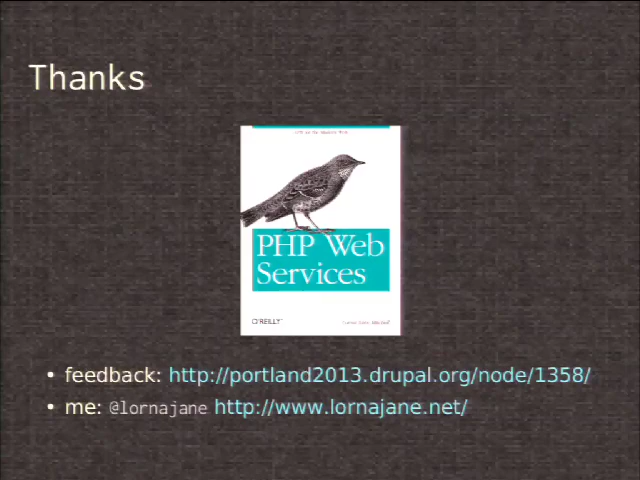 Thanks
PHP Web
Services
O'REILLY
• feedback: http://portland2013.drupal.org/node/1358/
• me: @lornajane http://www.lornajane.net/